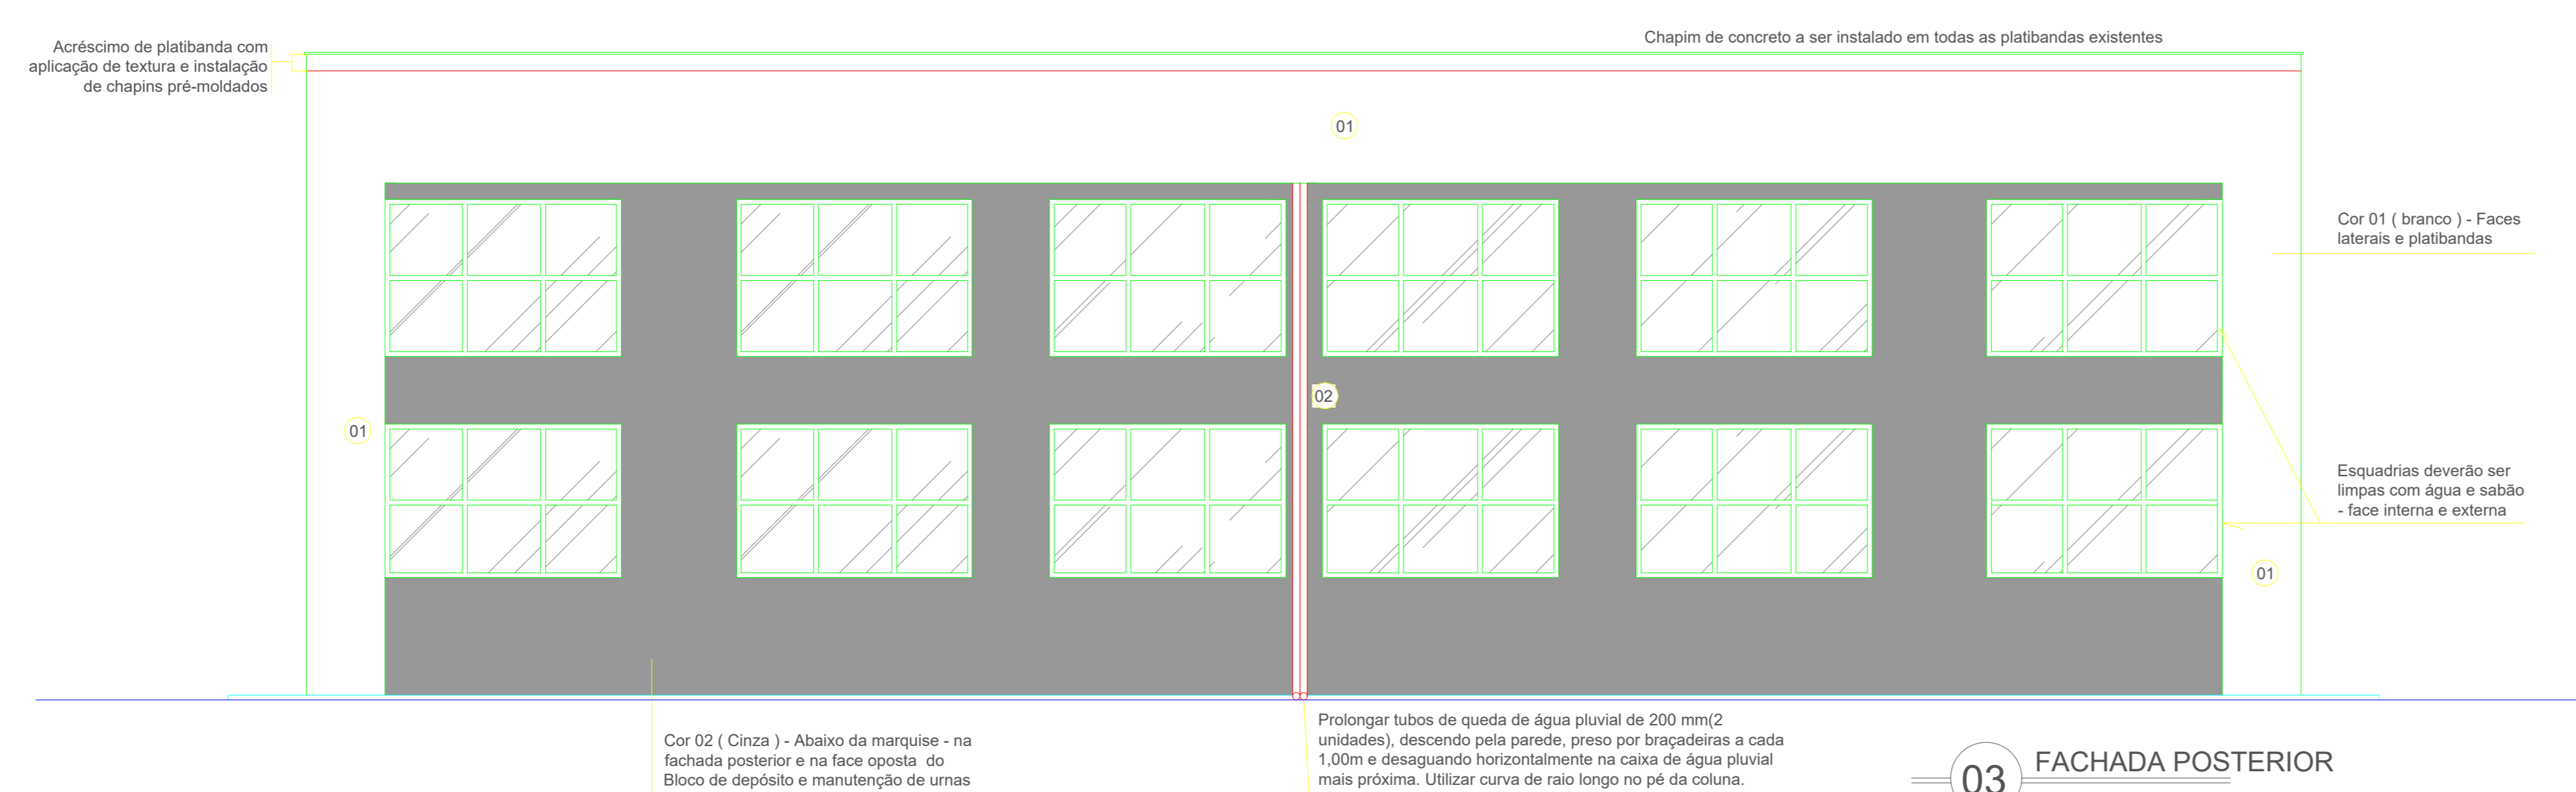 Acréscimo de platibanda com
aplicação de textura e instalação
de chapins pré-moldados
Chapim de concreto a ser instalado em todas as platibandas existentes
01
Cor 01 ( branco ) - Faces
laterais e platibandas
02
01
Esquadrias deverão ser
limpas com água e sabão
- face interna e externa
01
Cor 02 ( Cinza ) - Abaixo da marquise - na
fachada posterior e na face oposta do
Bloco de depósito e manutenção de urnas
Prolongar tubos de queda de água pluvial de 200 mm(2
unidades), descendo pela parede, preso por braçadeiras a cada
1,00m e desaguando horizontalmente na caixa de água pluvial
mais próxima. Utilizar curva de raio longo no pé da coluna.
03
FACHADA POSTERIOR